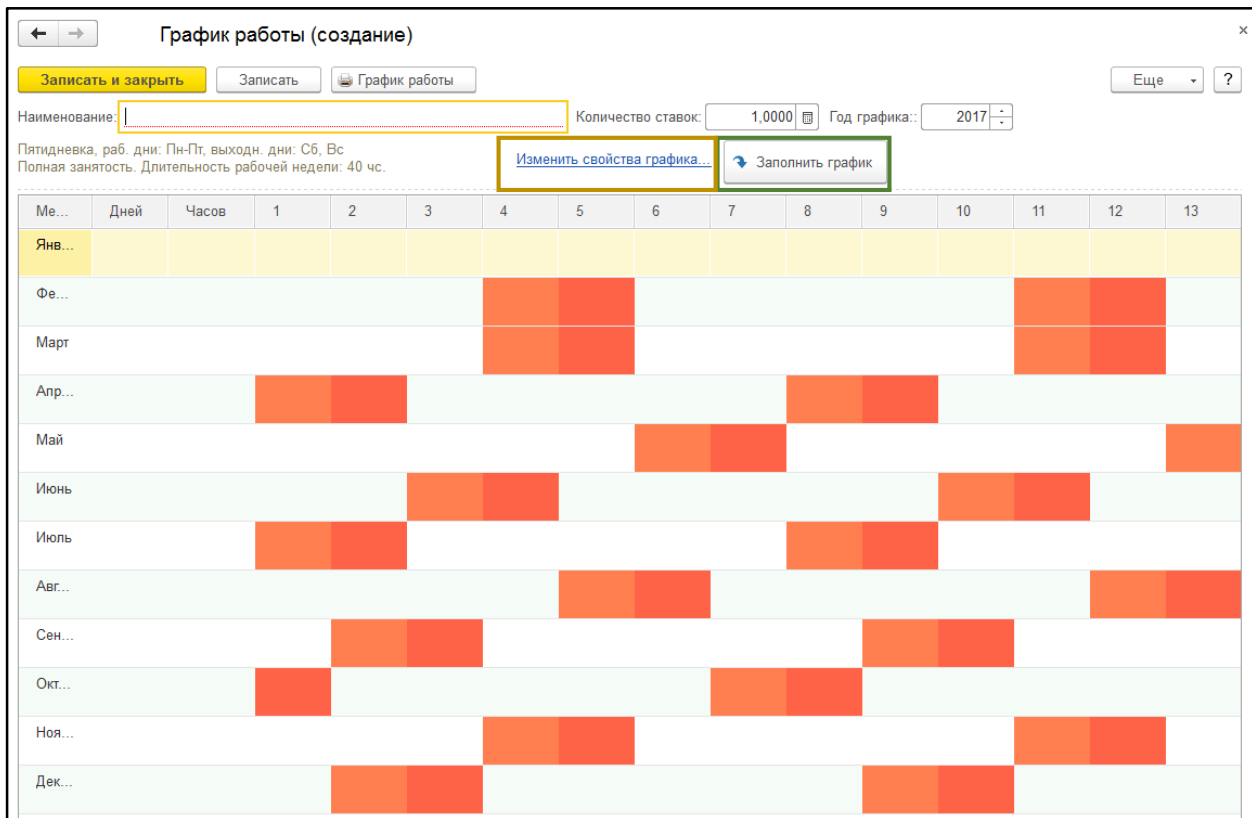 График работы (создание)
×
Записать и закрыть Записать График работы Еще ?
Наименование: Количество ставок: 1,0000 Год графика:: 2017
Пятидневка, раб. дни: Пн-Пт, выходн. дни: Сб, Вс
Полная занятость. Длительность рабочей недели: 40 чс.
Изменить свойства графика... Заполнить график
Ме... Дней Часов 1 2 3 4 5 6 7 8 9 10 11 12 13
Янв...
Фе...
Март
Апр...
Май
Июнь
Июль
Авг...
Сен...
Окт...
Ноя...
Дек...